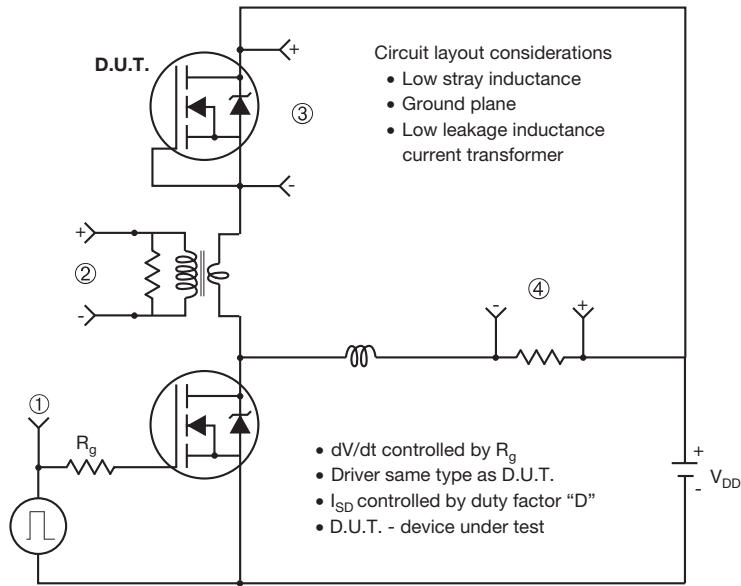 D.U.T.
+
-
③
Circuit layout considerations
• Low stray inductance
• Ground plane
• Low leakage inductance
current transformer
+
②
-
-
④
+
①
Rg
• dV/dt controlled by Rg
• Driver same type as D.U.T.
• ISD controlled by duty factor “D”
• D.U.T. - device under test
+
-
VDD